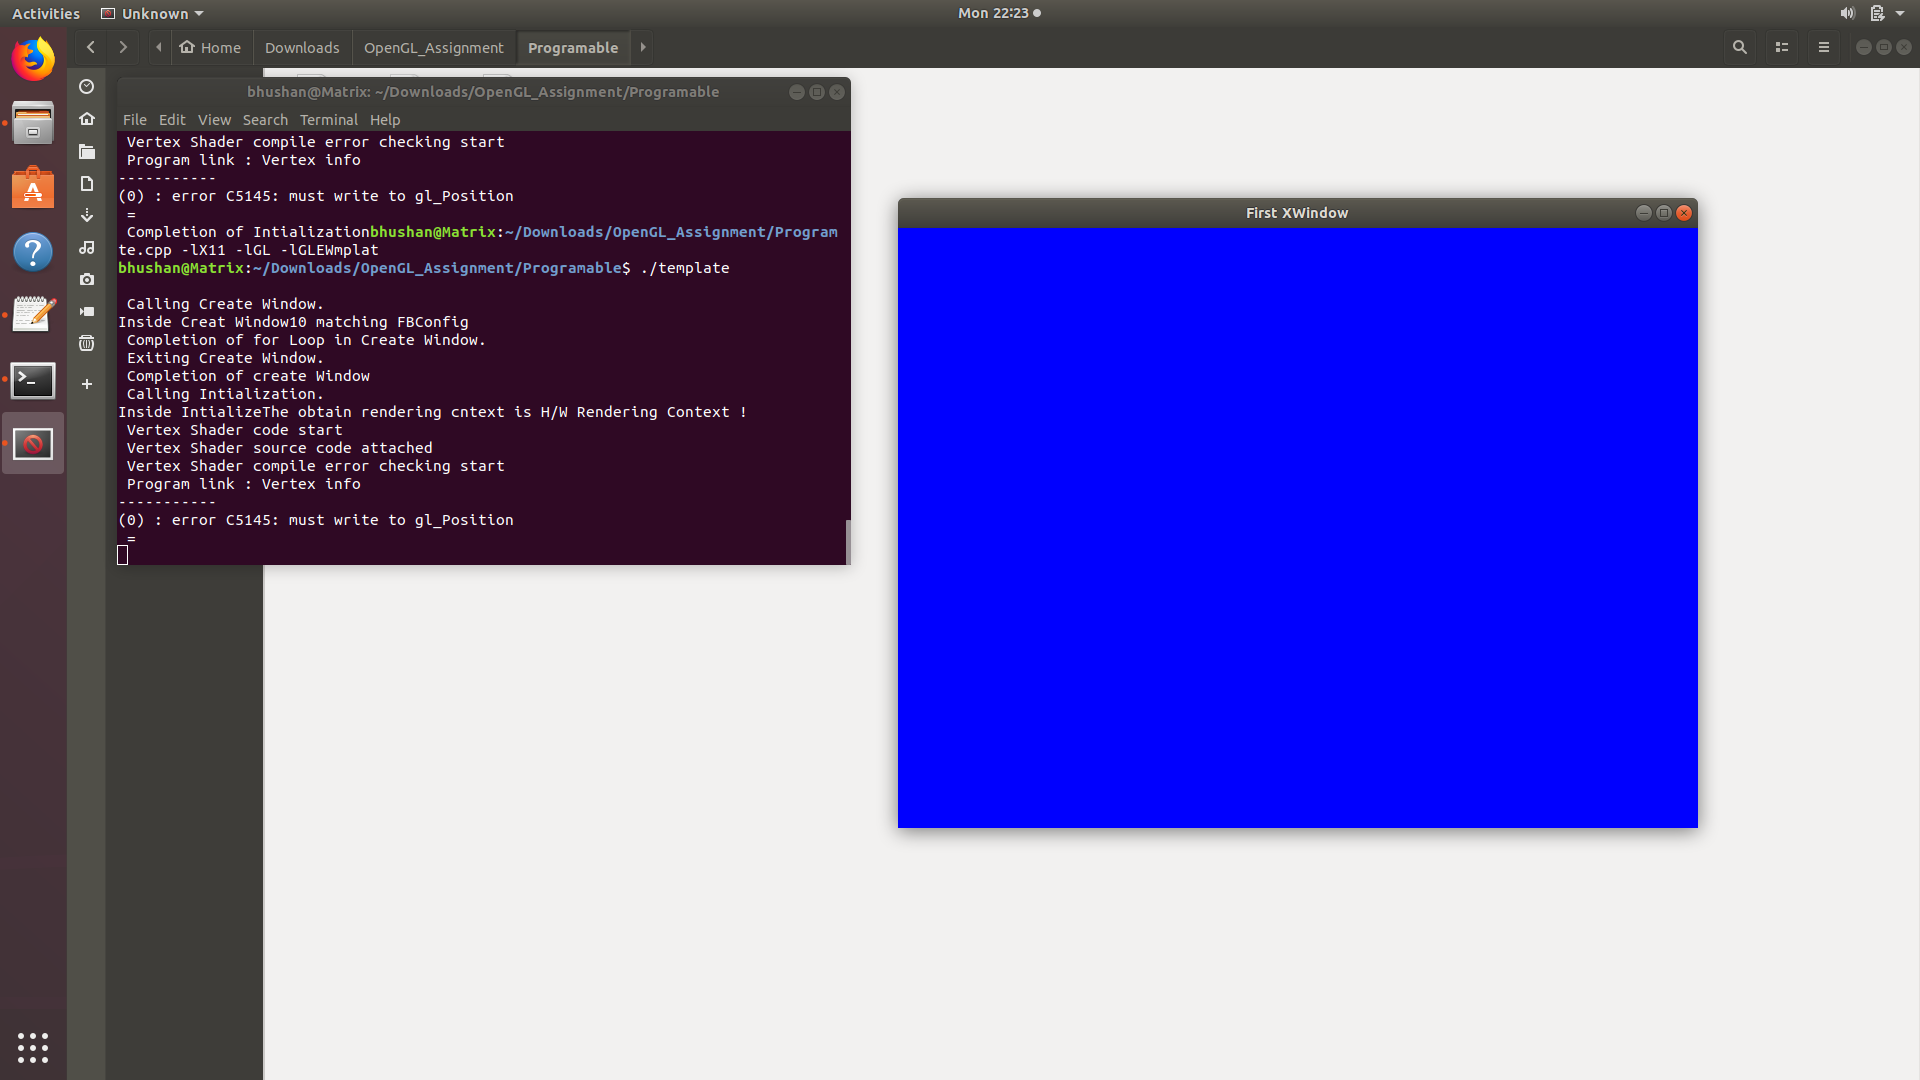 Activities
Unknown
Mon 22:23
Home
Downloads
OpenGL_Assignment
Programable
bhushan@Matrix: ~/Downloads/OpenGL_Assignment/Programable
File Edit View Search Terminal Help
Vertex Shader compile error checking start
Program link : Vertex info
-----------
(0) : error C5145: must write to gl_Position
=
Completion of Intializationbhushan@Matrix:~/Downloads/OpenGL_Assignment/Program
te.cpp -lX11 -lGL -lGLEWmplat
bhushan@Matrix:~/Downloads/OpenGL_Assignment/Programable$ ./template
Calling Create Window.
Inside Creat Window10 matching FBConfig
Completion of for Loop in Create Window.
Exiting Create Window.
Completion of create Window
Calling Intialization.
Inside IntializeThe obtain rendering cntext is H/W Rendering Context !
Vertex Shader code start
Vertex Shader source code attached
Vertex Shader compile error checking start
Program link : Vertex info
-----------
(0) : error C5145: must write to gl_Position
=
First XWindow